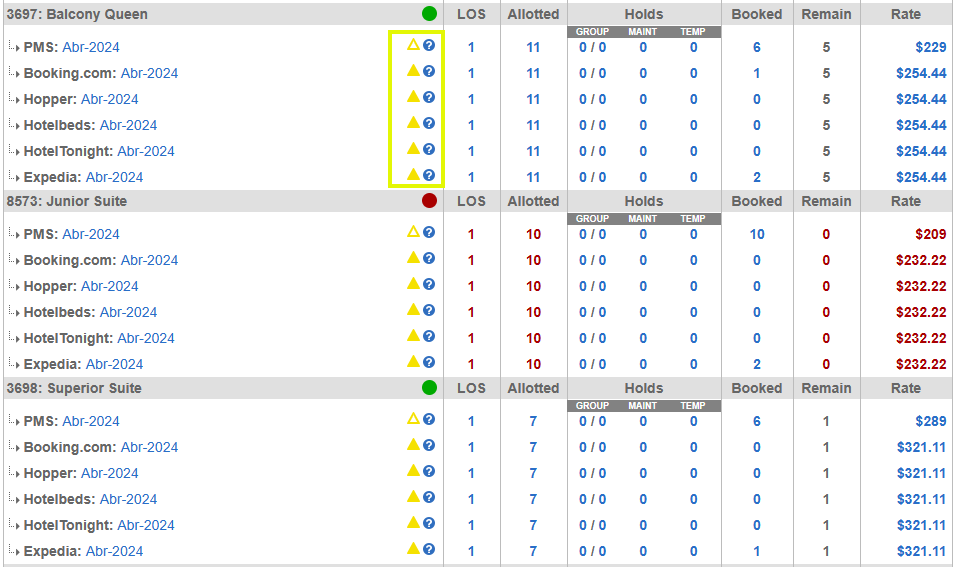 3697: Balcony Queen LOS Allotted Holds Booked Remain Rate
GROUP MAINT TEMP
PMS: Abr-2024 ? 1 11 0 / 0 0 0 6 5 $229
Booking.com: Abr-2024 ? 1 11 0 / 0 0 0 1 5 $254.44
Hopper: Abr-2024 ? 1 11 0 / 0 0 0 0 5 $254.44
Hotelbeds: Abr-2024 ? 1 11 0 / 0 0 0 0 5 $254.44
HotelTonight: Abr-2024 ? 1 11 0 / 0 0 0 0 5 $254.44
Expedia: Abr-2024 ? 1 11 0 / 0 0 0 2 5 $254.44
8573: Junior Suite LOS Allotted Holds Booked Remain Rate
GROUP MAINT TEMP
PMS: Abr-2024 ? 1 10 0 / 0 0 0 10 0 $209
Booking.com: Abr-2024 ? 1 10 0 / 0 0 0 0 0 $232.22
Hopper: Abr-2024 ? 1 10 0 / 0 0 0 0 0 $232.22
Hotelbeds: Abr-2024 ? 1 10 0 / 0 0 0 0 0 $232.22
HotelTonight: Abr-2024 ? 1 10 0 / 0 0 0 0 0 $232.22
Expedia: Abr-2024 ? 1 10 0 / 0 0 0 2 0 $232.22
3698: Superior Suite LOS Allotted Holds Booked Remain Rate
GROUP MAINT TEMP
PMS: Abr-2024 ? 1 7 0 / 0 0 0 6 1 $289
Booking.com: Abr-2024 ? 1 7 0 / 0 0 0 0 1 $321.11
Hopper: Abr-2024 ? 1 7 0 / 0 0 0 0 1 $321.11
Hotelbeds: Abr-2024 ? 1 7 0 / 0 0 0 0 1 $321.11
HotelTonight: Abr-2024 ? 1 7 0 / 0 0 0 0 1 $321.11
Expedia: Abr-2024 ? 1 7 0 / 0 0 0 1 1 $321.11